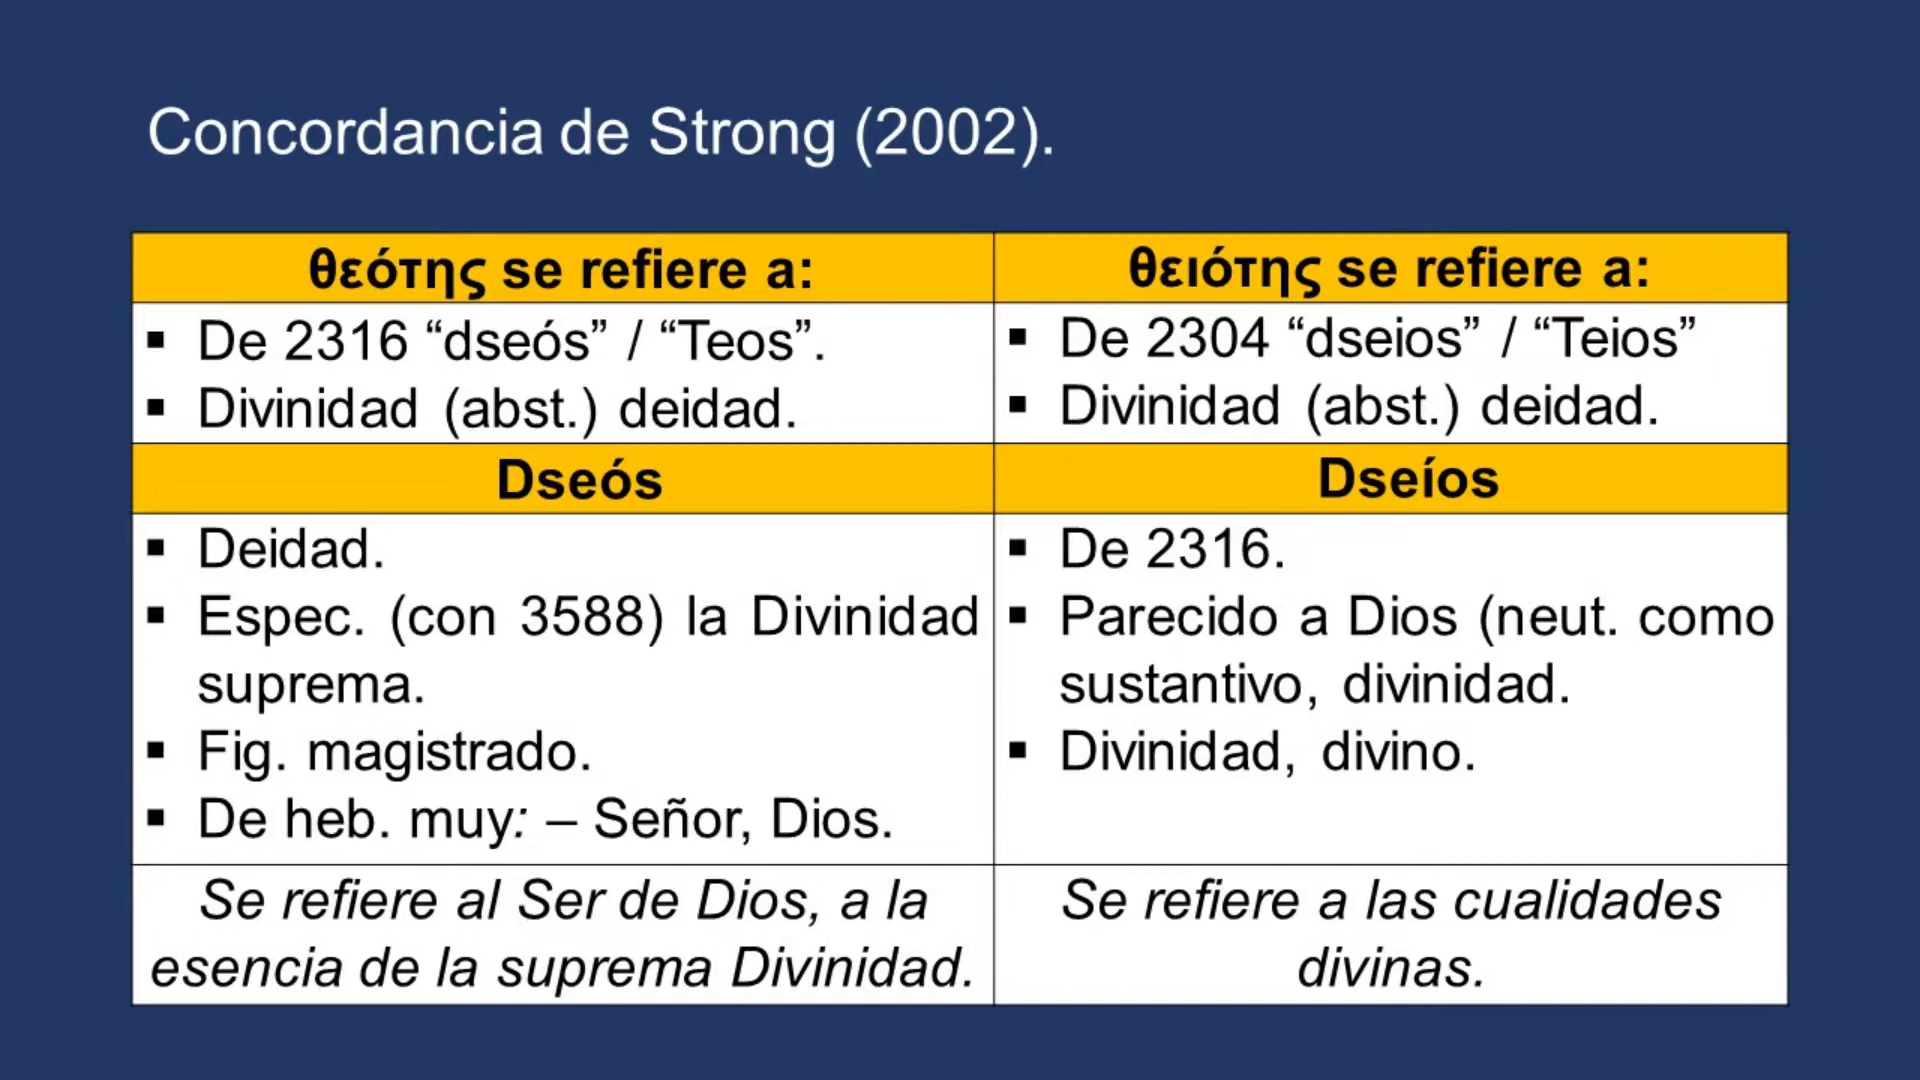 Concordancia de Strong (2002).
θεότης se refiere a:
θειότης se refiere a:
▪ De 2316 “dseós” / “Teos”.
▪ Divinidad (abst.) deidad.
▪ De 2304 “dseios” / “Teios”
▪ Divinidad (abst.) deidad.
Dseós
Dseíos
▪ Deidad.
▪ Espec. (con 3588) la Divinidad
suprema.
▪ Fig. magistrado.
▪ De heb. muy: – Señor, Dios.
▪ De 2316.
▪ Parecido a Dios (neut. como
sustantivo, divinidad.
▪ Divinidad, divino.
Se refiere al Ser de Dios, a la
esencia de la suprema Divinidad.
Se refiere a las cualidades
divinas.